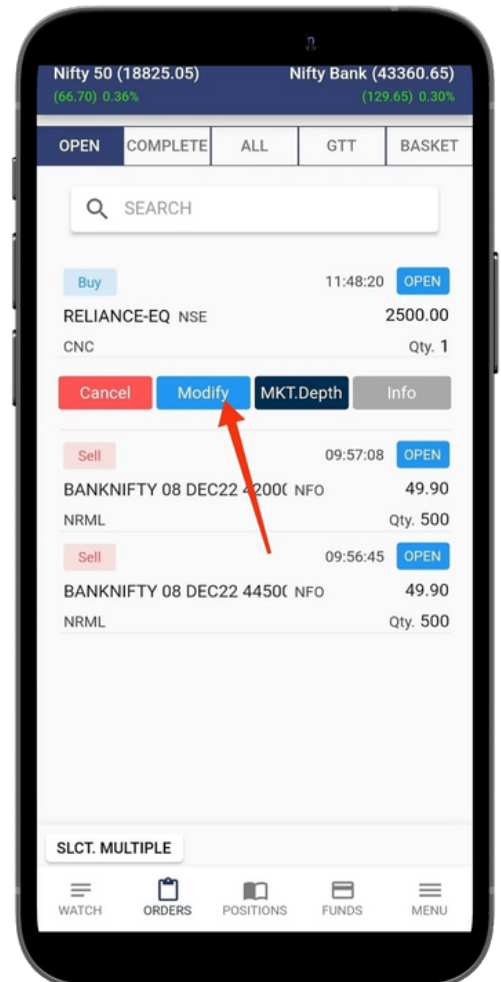 Nifty 50 (18825.05) Nifty Bank (43360.65)
(66.70) 0.36% (129.65) 0.30%
OPEN COMPLETE ALL GTT BASKET
SEARCH
Buy 11:48:20 OPEN
RELIANCE-EQ NSE 2500.00
CNC Qty. 1
Cancel Modify MKT.Depth Info
Sell 09:57:08 OPEN
BANKNIFTY 08 DEC22 42000 NFO 49.90
NRML Qty. 500
Sell 09:56:45 OPEN
BANKNIFTY 08 DEC22 44500 NFO 49.90
NRML Qty. 500
SLCT. MULTIPLE
WATCH ORDERS POSITIONS FUNDS MENU